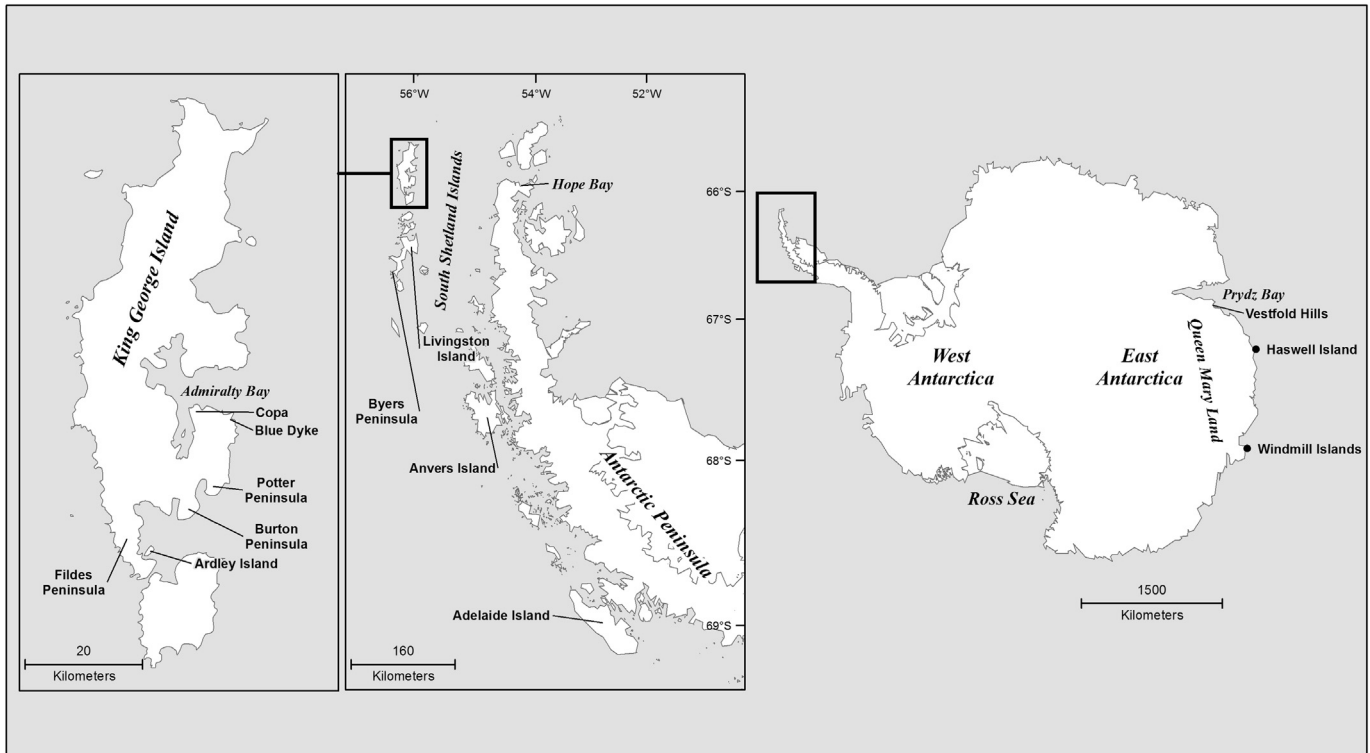 King George Island
Admiralty Bay
Copa
Blue Dyke
Potter
Peninsula
Burton
Peninsula
Ardley Island
Fildes
Peninsula
20
Kilometers
56°W
54°W
52°W
66°S
67°S
68°S
69°S
South Shetland Islands
Hope Bay
Livingston
Island
Byers
Peninsula
Anvers Island
Antarctic Peninsula
Adelaide Island
160
Kilometers
West
Antarctica
East
Antarctica
Queen Mary Land
Prydz Bay
Vestfold Hills
Haswell Island
Windmill Islands
Ross Sea
1500
Kilometers